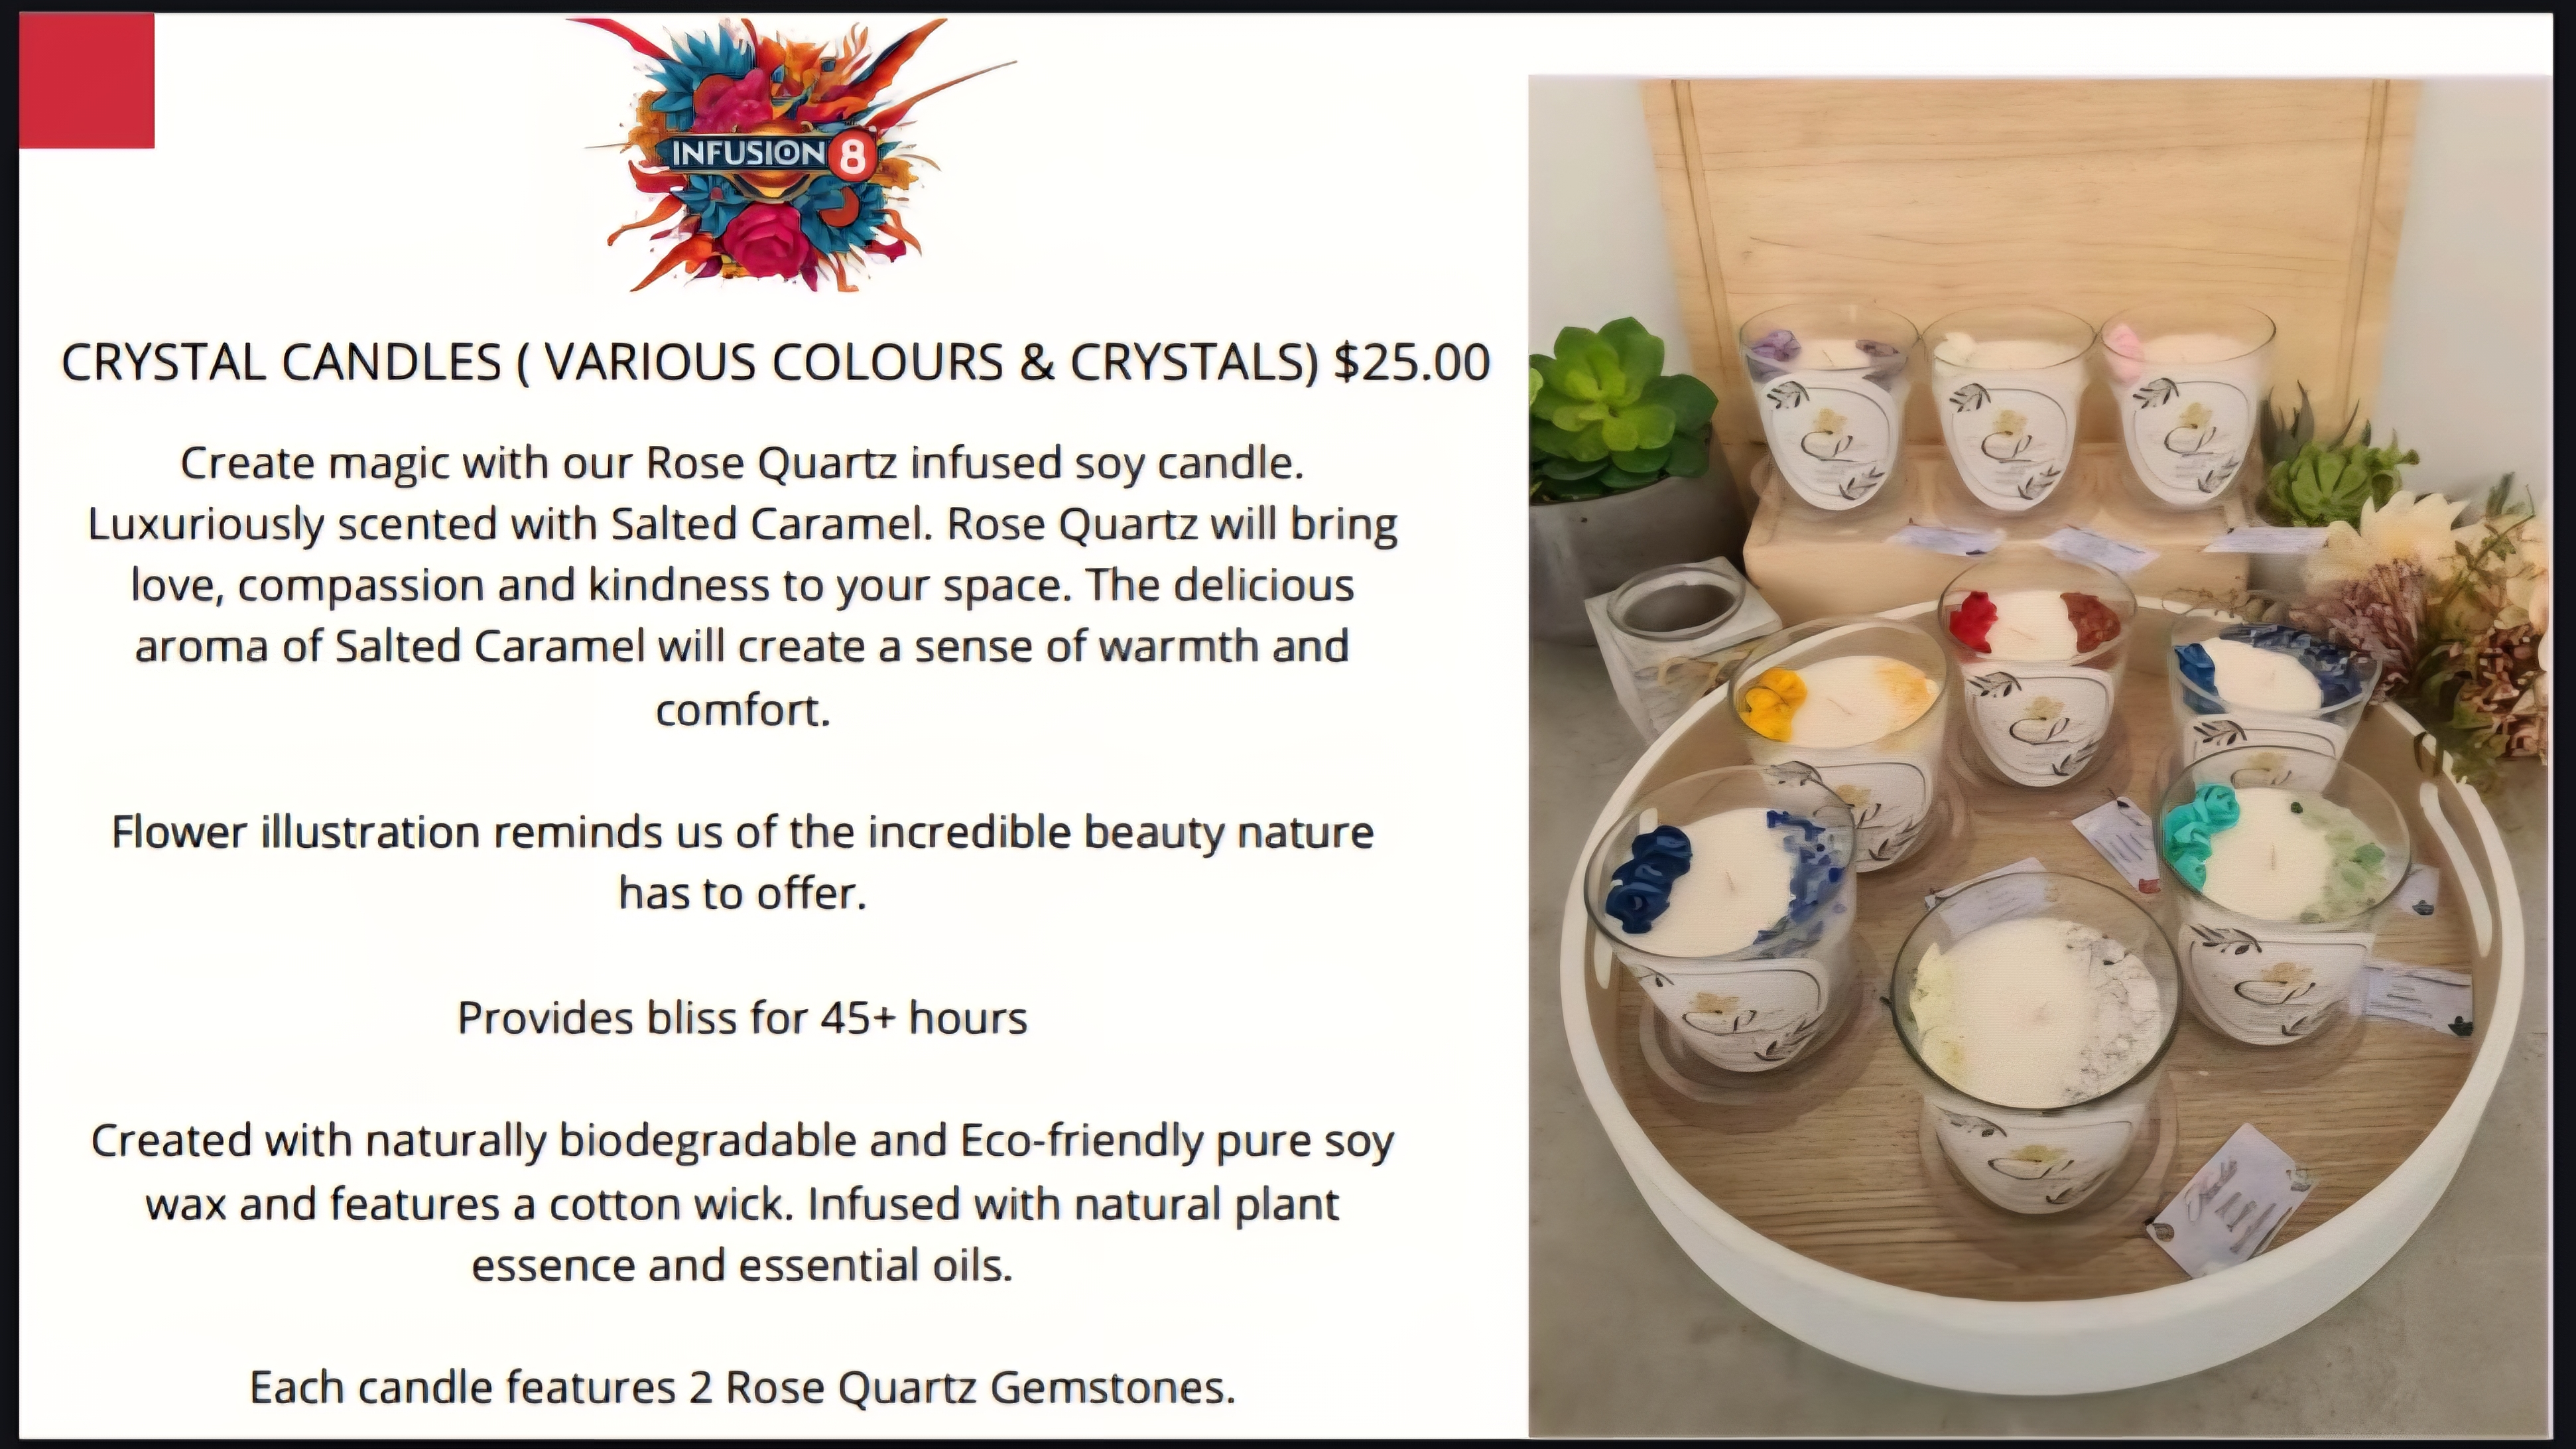 INFUSION 8
CRYSTAL CANDLES ( VARIOUS COLOURS & CRYSTALS) $25.00
Create magic with our Rose Quartz infused soy candle.
Luxuriously scented with Salted Caramel. Rose Quartz will bring
love, compassion and kindness to your space. The delicious
aroma of Salted Caramel will create a sense of warmth and
comfort.
Flower illustration reminds us of the incredible beauty nature
has to offer.
Provides bliss for 45+ hours
Created with naturally biodegradable and Eco-friendly pure soy
wax and features a cotton wick. Infused with natural plant
essence and essential oils.
Each candle features 2 Rose Quartz Gemstones.